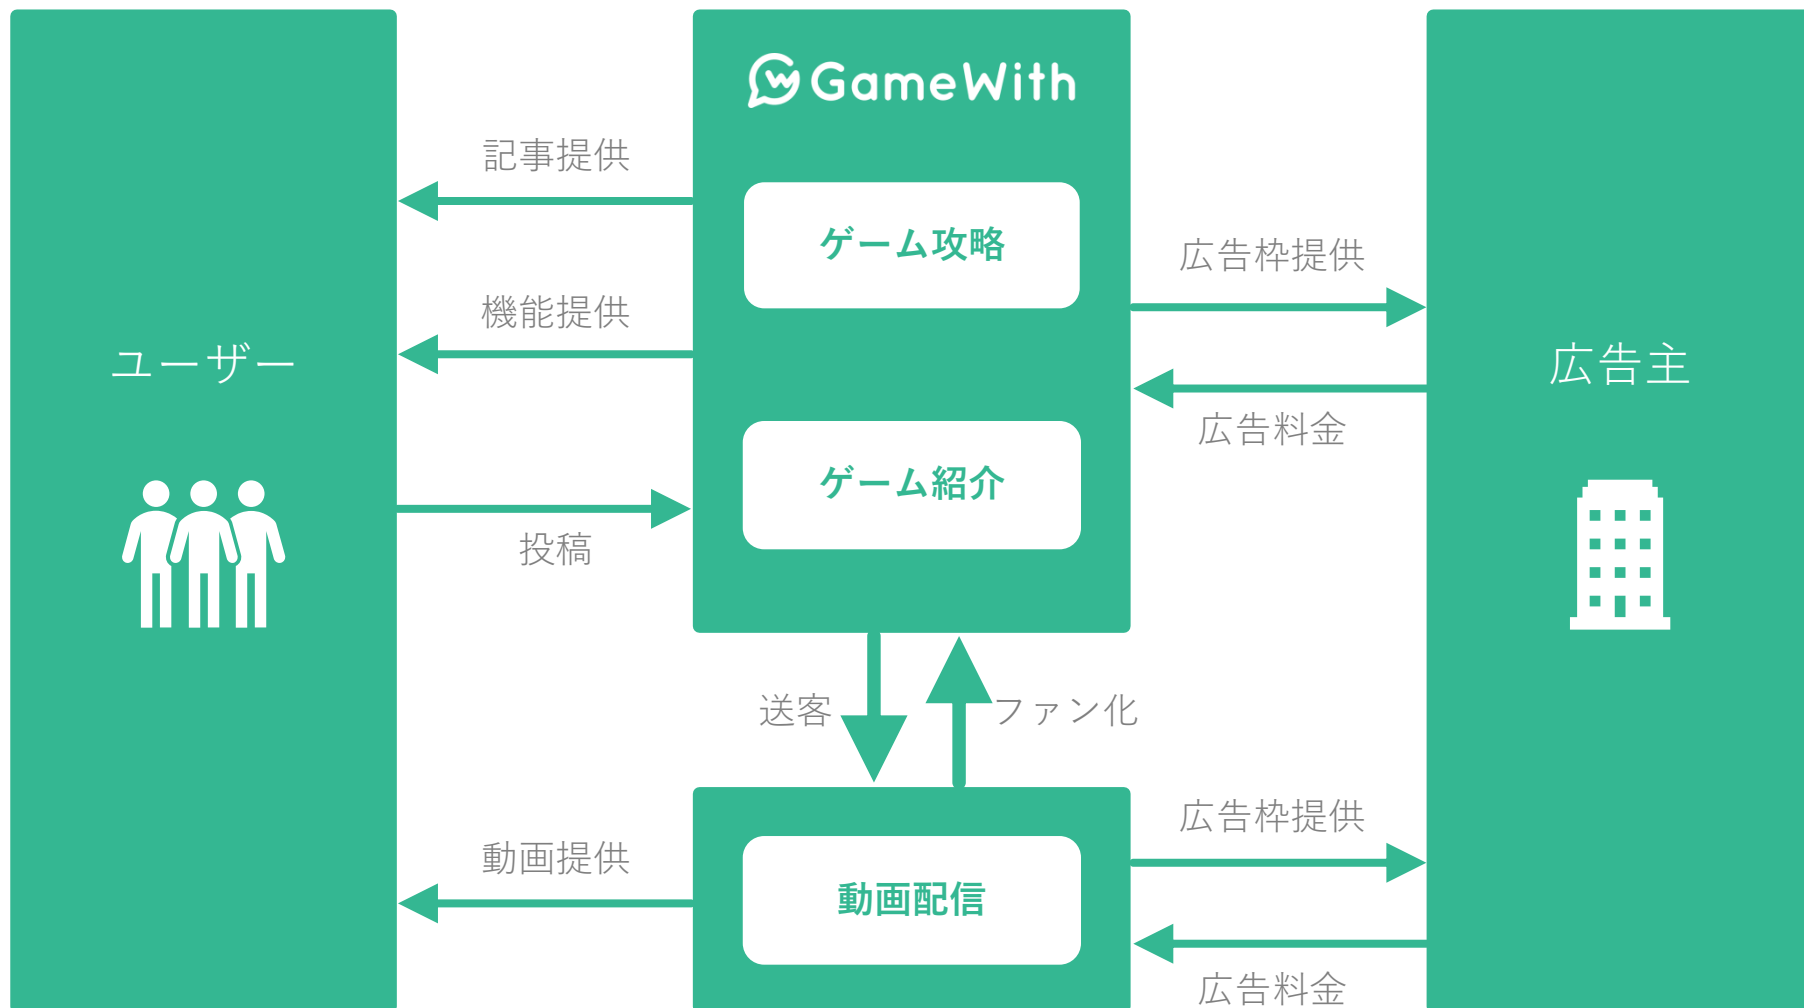 GameWith
記事提供
ゲーム攻略
広告枠提供
機能提供
ユーザー
広告主
広告料金
ゲーム紹介
投稿
送客
ファン化
広告枠提供
動画提供
動画配信
広告料金